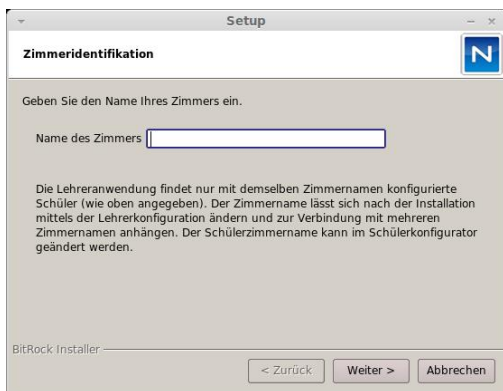 Setup
Zimmeridentifikation
N
Geben Sie den Name Ihres Zimmers ein.
Name des Zimmers
Die Lehreranwendung findet nur mit demselben Zimmernamen konfigurierte
Schüler (wie oben angegeben). Der Zimmername lässt sich nach der Installation
mittels der Lehrerkonfiguration ändern und zur Verbindung mit mehreren
Zimmernamen anhängen. Der Schülerzimmername kann im Schülerkonfigurator
geändert werden.
BitRock Installer
< Zurück Weiter > Abbrechen